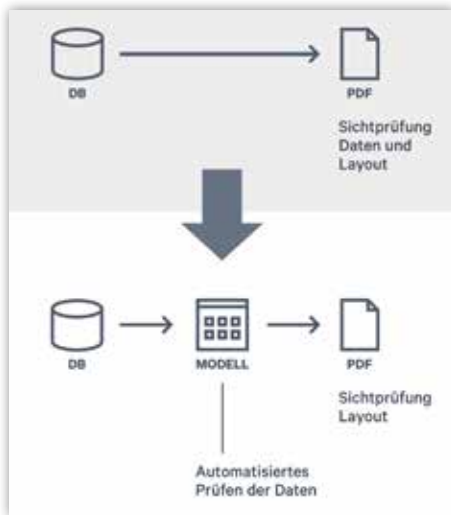 DB
PDF
Sichtprüfung
Daten und
Layout
DB
MODELL
PDF
Sichtprüfung
Layout
Automatisiertes
Prüfen der Daten